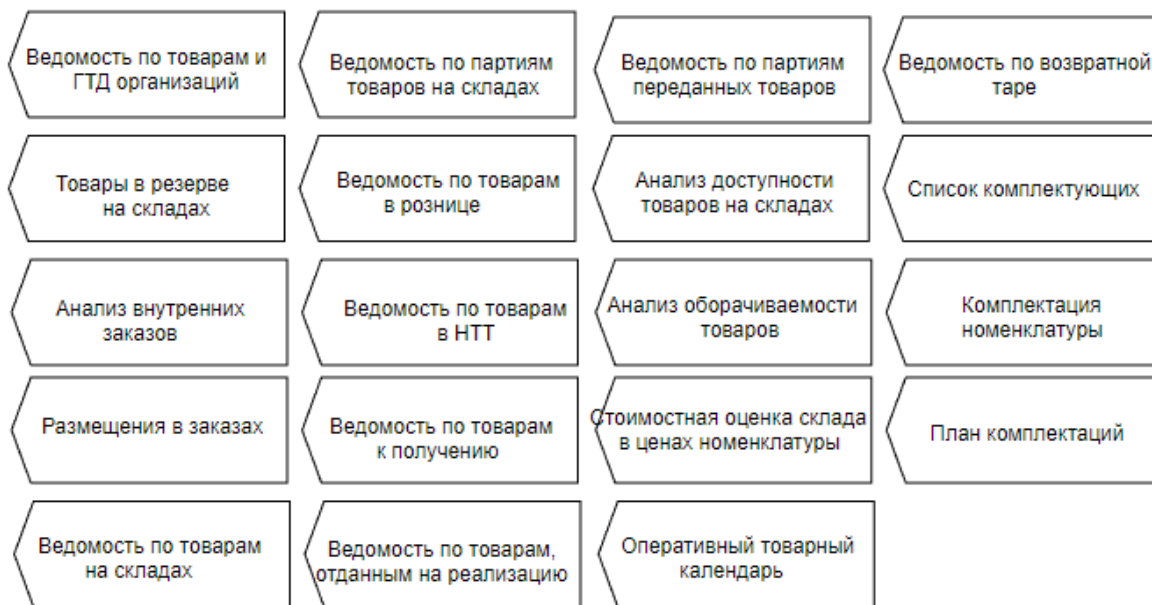 Ведомость по товарам и
ГТД организаций
Ведомость по партиям
товаров на складах
Ведомость по партиям
переданных товаров
Ведомость по возвратной
таре
Товары в резерве
на складах
Ведомость по товарам
в рознице
Анализ доступности
товаров на складах
Список комплектующих
Анализ внутренних
заказов
Ведомость по товарам
в НТТ
Анализ оборачиваемости
товаров
Комплектация
номенклатуры
Размещения в заказах
Ведомость по товарам
к получению
Стоимостная оценка склада
в ценах номенклатуры
План комплектаций
Ведомость по товарам
на складах
Ведомость по товарам,
отданным на реализацию
Оперативный товарный
календарь